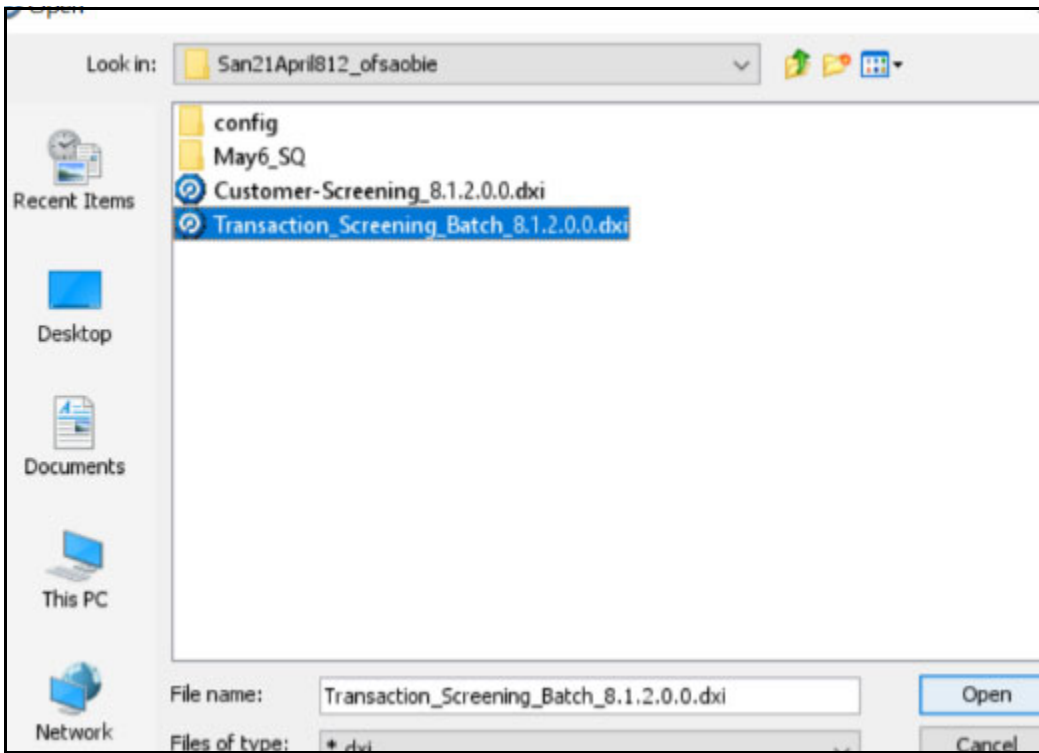 Open
Look in:
San21April812_ofsaobie
config
May6_SQ
Customer-Screening_8.1.2.0.0.dxi
Transaction_Screening_Batch_8.1.2.0.0.dxi
Recent Items
Desktop
Documents
This PC
Network
File name:
Transaction_Screening_Batch_8.1.2.0.0.dxi
Open
Files of type:
*.dxi
Cancel